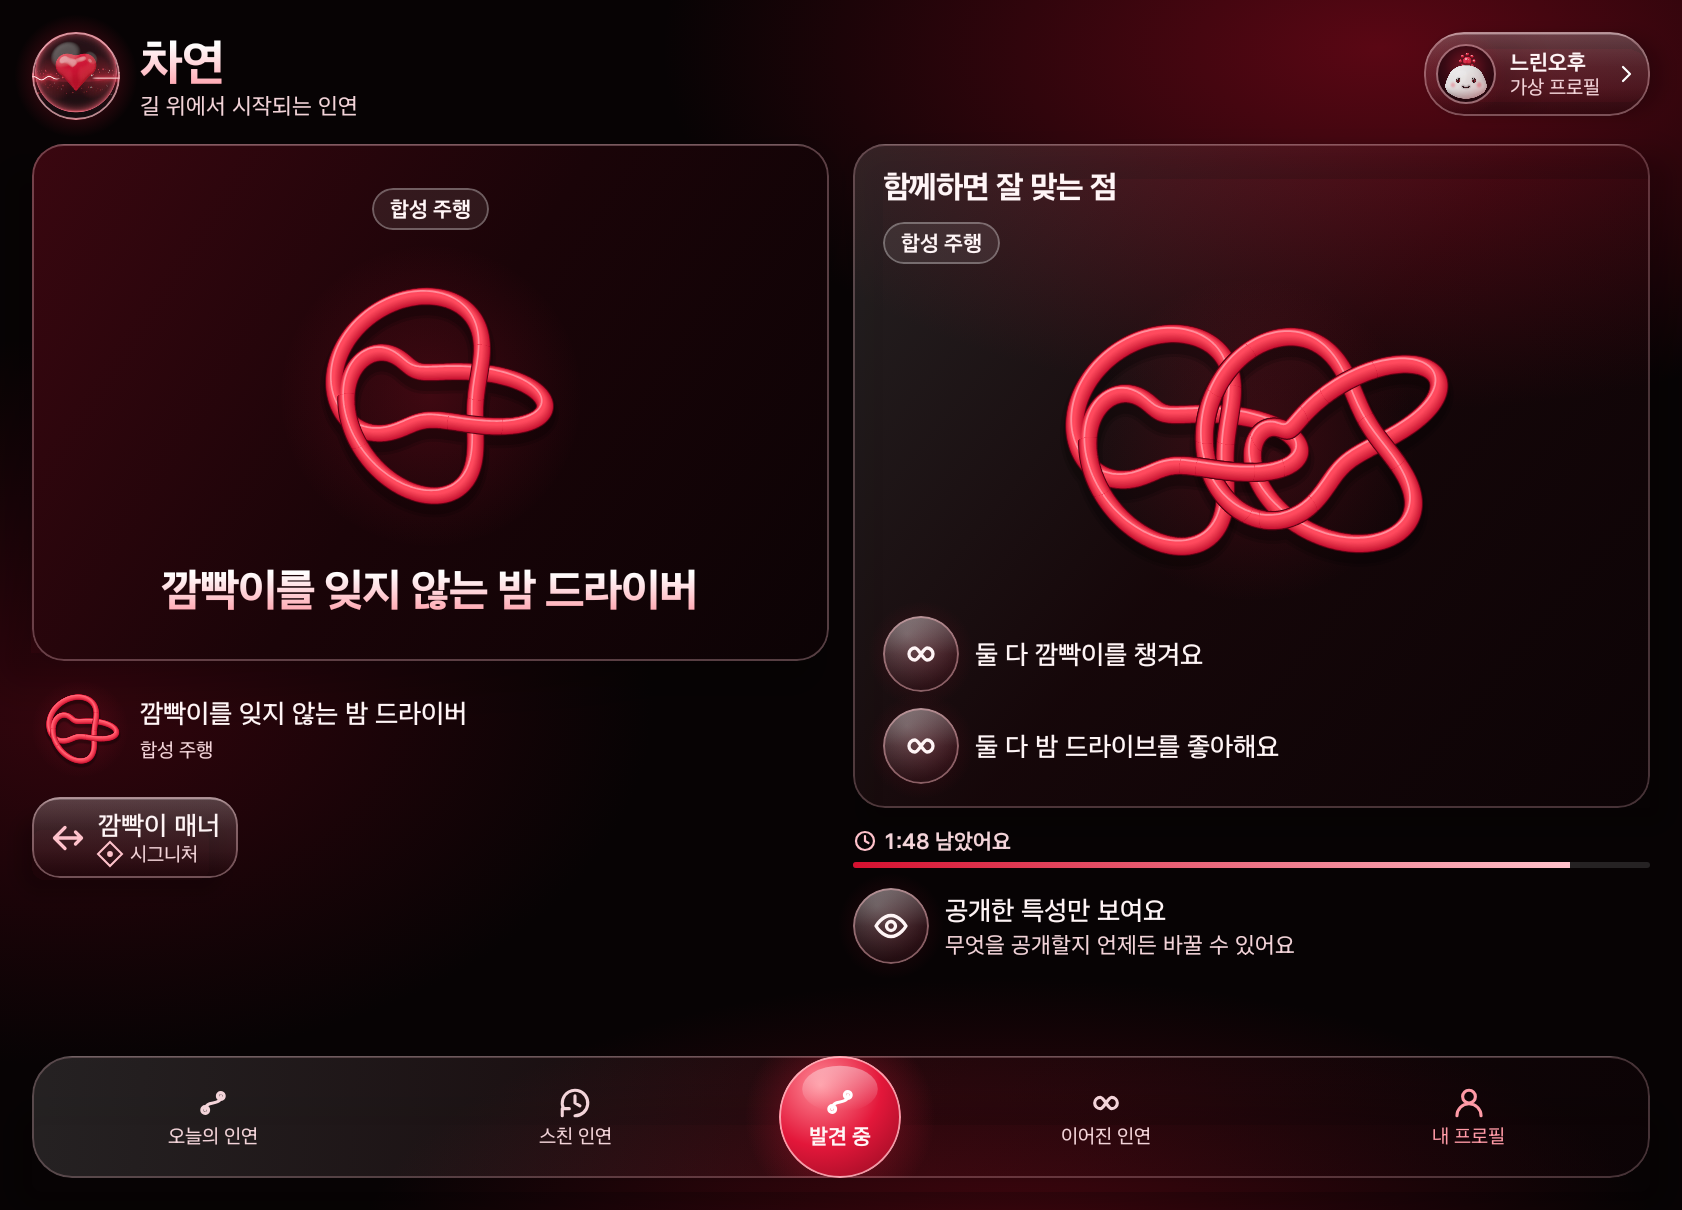 차연
길 위에서 시작되는 인연
느린오후
가상 프로필
합성 주행
깜빡이를 잊지 않는 밤 드라이버
깜빡이를 잊지 않는 밤 드라이버
합성 주행
깜빡이 매너
시그니처
함께하면 잘 맞는 점
합성 주행
둘 다 깜빡이를 챙겨요
둘 다 밤 드라이브를 좋아해요
1:48 남았어요
공개한 특성만 보여요
무엇을 공개할지 언제든 바꿀 수 있어요
오늘의 인연
스친 인연
발견 중
이어진 인연
내 프로필